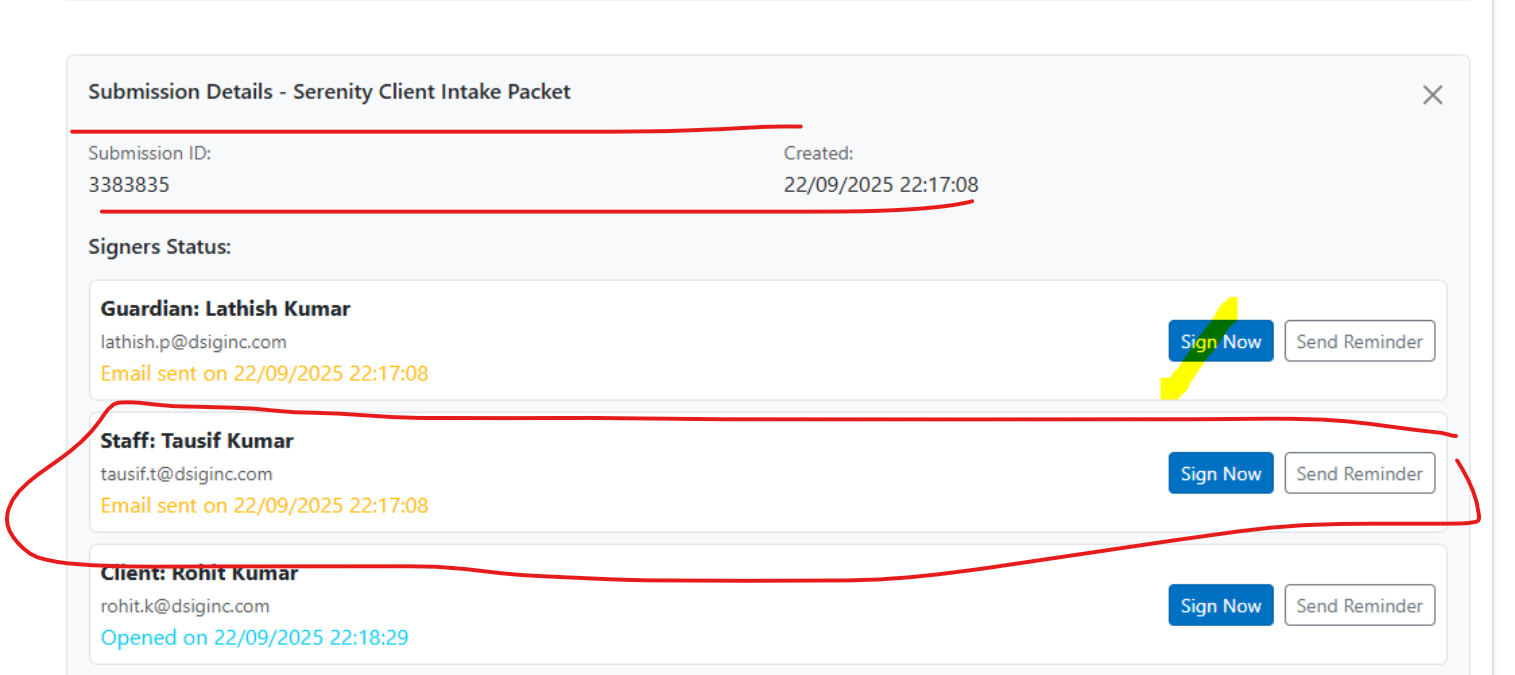 Submission Details - Serenity Client Intake Packet
Submission ID:
Created:
3383835
22/09/2025 22:17:08
Signers Status:
Guardian: Lathish Kumar
lathish.p@dsiginc.com
Email sent on 22/09/2025 22:17:08
Sign Now
Send Reminder
Staff: Tausif Kumar
tausif.t@dsiginc.com
Email sent on 22/09/2025 22:17:08
Sign Now
Send Reminder
Client: Rohit Kumar
rohit.k@dsiginc.com
Opened on 22/09/2025 22:18:29
Sign Now
Send Reminder